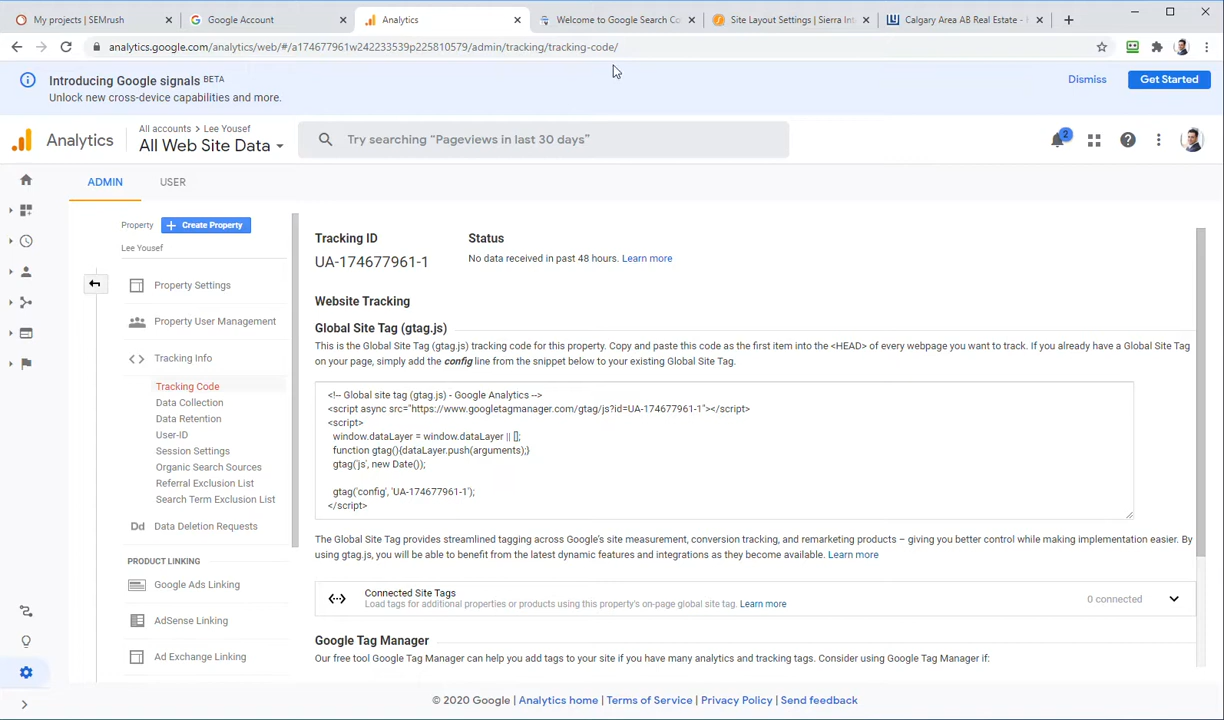 My projects | SEMrush
Google Account
Analytics
Welcome to Google Search Co
Site Layout Settings | Sierra Int
Calgary Area AB Real Estate -
analytics.google.com/analytics/web/#/a174677961w242233539p225810579/admin/tracking/tracking-code/
Introducing Google signals BETA
Unlock new cross-device capabilities and more.
Dismiss
Get Started
Analytics
All accounts > Lee Yousef
All Web Site Data
Try searching “Pageviews in last 30 days”
2
ADMIN
USER
Property
+ Create Property
Lee Yousef
Property Settings
Property User Management
<> Tracking Info
Tracking Code
Data Collection
Data Retention
User-ID
Session Settings
Organic Search Sources
Referral Exclusion List
Search Term Exclusion List
Dd Data Deletion Requests
PRODUCT LINKING
Google Ads Linking
AdSense Linking
Ad Exchange Linking
Tracking ID
UA-174677961-1
Status
No data received in past 48 hours. Learn more
Website Tracking
Global Site Tag (gtag.js)
This is the Global Site Tag (gtag.js) tracking code for this property. Copy and paste this code as the first item into the <HEAD> of every webpage you want to track. If you already have a Global Site Tag
on your page, simply add the config line from the snippet below to your existing Global Site Tag.
<!-- Global site tag (gtag.js) - Google Analytics -->
<script async src="https://www.googletagmanager.com/gtag/js?id=UA-174677961-1"></script>
<script>
window.dataLayer = window.dataLayer || [];
function gtag(){dataLayer.push(arguments);}
gtag('js', new Date());
gtag('config', 'UA-174677961-1');
</script>
The Global Site Tag provides streamlined tagging across Google’s site measurement, conversion tracking, and remarketing products – giving you better control while making implementation easier. By
using gtag.js, you will be able to benefit from the latest dynamic features and integrations as they become available. Learn more
Connected Site Tags
Load tags for additional properties or products using this property's on-page global site tag. Learn more
0 connected
Google Tag Manager
Our free tool Google Tag Manager can help you add tags to your site if you have many analytics and tracking tags. Consider using Google Tag Manager if:
© 2020 Google | Analytics home | Terms of Service | Privacy Policy | Send feedback